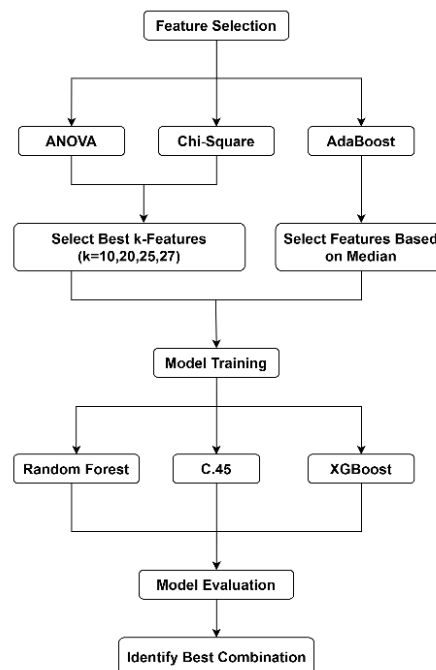 Feature Selection
ANOVA
Chi-Square
AdaBoost
Select Best k-Features
(k=10,20,25,27)
Select Features Based
on Median
Model Training
Random Forest
C.45
XGBoost
Model Evaluation
Identify Best Combination